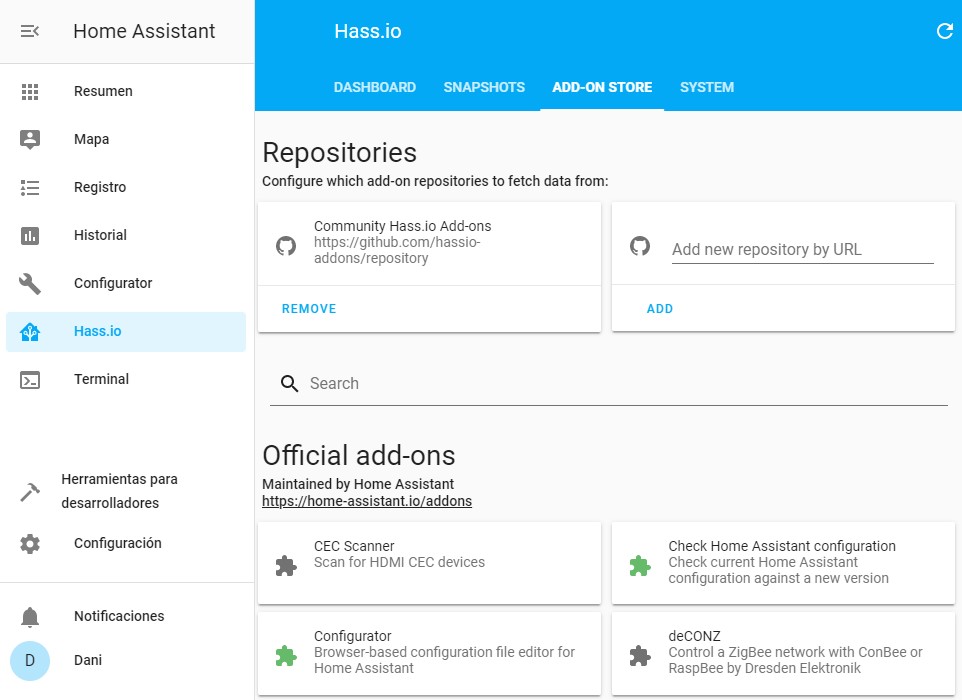 Home Assistant
Resumen
Mapa
Registro
Historial
Configurator
Hass.io
Terminal
Herramientas para
desarrolladores
Configuración
Notificaciones
D
Dani
Hass.io
DASHBOARD
SNAPSHOTS
ADD-ON STORE
SYSTEM
Repositories
Configure which add-on repositories to fetch data from:
Community Hass.io Add-ons
https://github.com/hassio-
addons/repository
REMOVE
Add new repository by URL
ADD
Search
Official add-ons
Maintained by Home Assistant
https://home-assistant.io/addons
CEC Scanner
Scan for HDMI CEC devices
Check Home Assistant configuration
Check current Home Assistant
configuration against a new version
Configurator
Browser-based configuration file editor for
Home Assistant
deCONZ
Control a ZigBee network with ConBee or
RaspBee by Dresden Elektronik